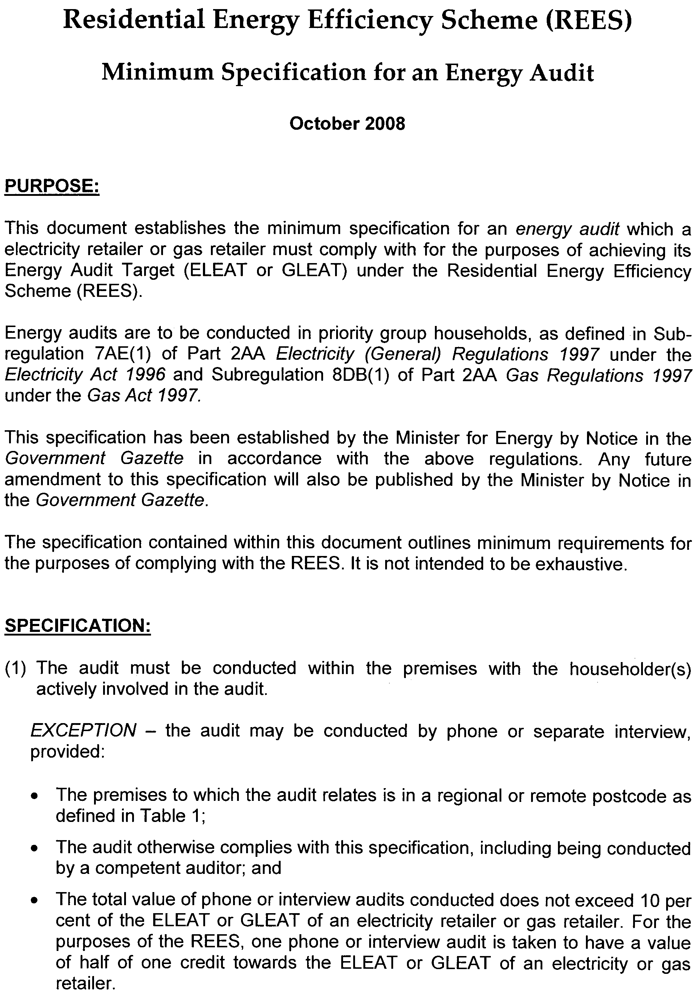 Residential Energy Efficiency Scheme (REES)
Minimum Specification for an Energy Audit
October 2008
PURPOSE:
This document establishes the minimum specification for an energy audit which a
electricity retailer or gas retailer must comply with for the purposes of achieving its
Energy Audit Target (ELEAT or GLEAT) under the Residential Energy Efficiency
Scheme (REES).
Energy audits are to be conducted in priority group households, as defined in Sub-
regulation 7AE(1) of Part 2AA Electricity (General) Regulations 1997 under the
Electricity Act 1996 and Subregulation 8DB(1) of Part 2AA Gas Regulations 1997
under the Gas Act 1997.
This specification has been established by the Minister for Energy by Notice in the
Government Gazette in accordance with the above regulations. Any future
amendment to this specification will also be published by the Minister by Notice in
the Government Gazette.
The specification contained within this document outlines minimum requirements for
the purposes of complying with the REES. It is not intended to be exhaustive.
SPECIFICATION:
(1) The audit must be conducted within the premises with the householder(s)
actively involved in the audit.
EXCEPTION – the audit may be conducted by phone or separate interview,
provided:
• The premises to which the audit relates is in a regional or remote postcode as
defined in Table 1;
• The audit otherwise complies with this specification, including being conducted
by a competent auditor; and
• The total value of phone or interview audits conducted does not exceed 10 per
cent of the ELEAT or GLEAT of an electricity retailer or gas retailer. For the
purposes of the REES, one phone or interview audit is taken to have a value
of half of one credit towards the ELEAT or GLEAT of an electricity or gas
retailer.